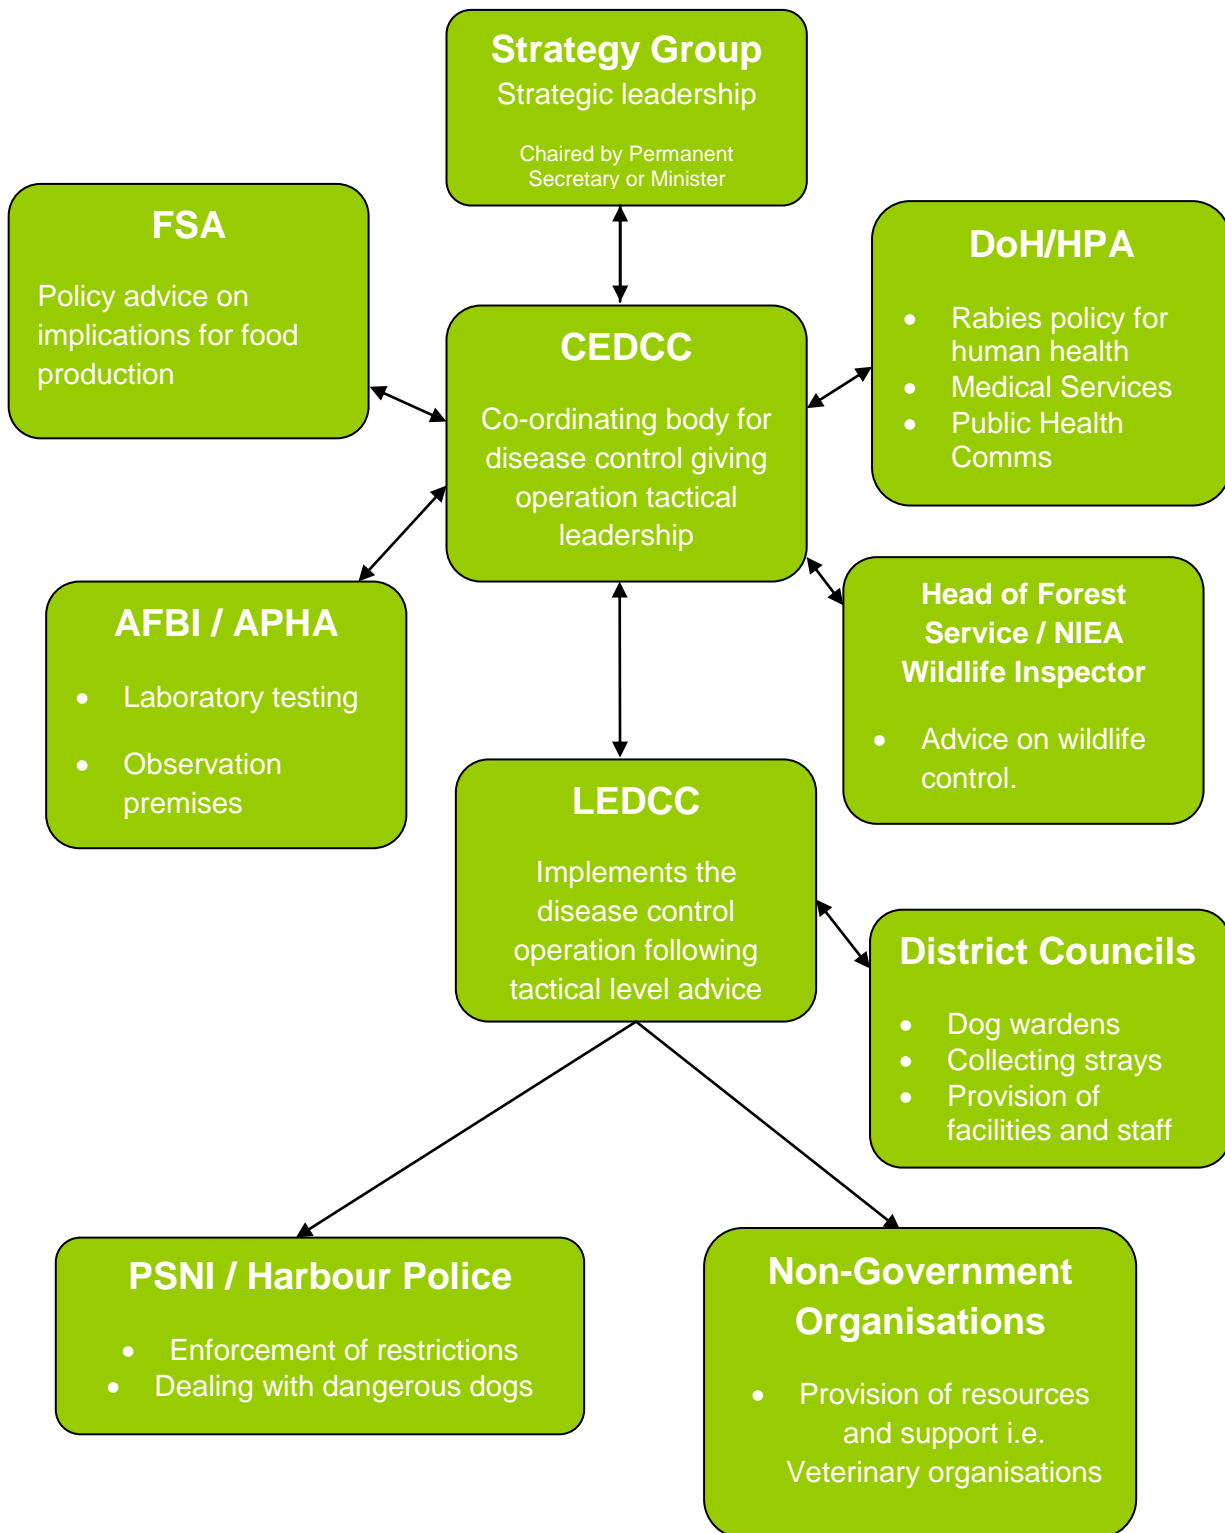 Strategy Group
Strategic leadership
Chaired by Permanent
Secretary or Minister
FSA
Policy advice on
implications for food
production
DoH/HPA
• Rabies policy for
human health
• Medical Services
• Public Health
Comms
CEDCC
Co-ordinating body for
disease control giving
operation tactical
leadership
AFBI / APHA
• Laboratory testing
• Observation
premises
Head of Forest
Service / NIEA
Wildlife Inspector
• Advice on wildlife
control.
LEDCC
Implements the
disease control
operation following
tactical level advice
District Councils
• Dog wardens
• Collecting strays
• Provision of
facilities and staff
PSNI / Harbour Police
• Enforcement of restrictions
• Dealing with dangerous dogs
Non-Government
Organisations
• Provision of resources
and support i.e.
Veterinary organisations